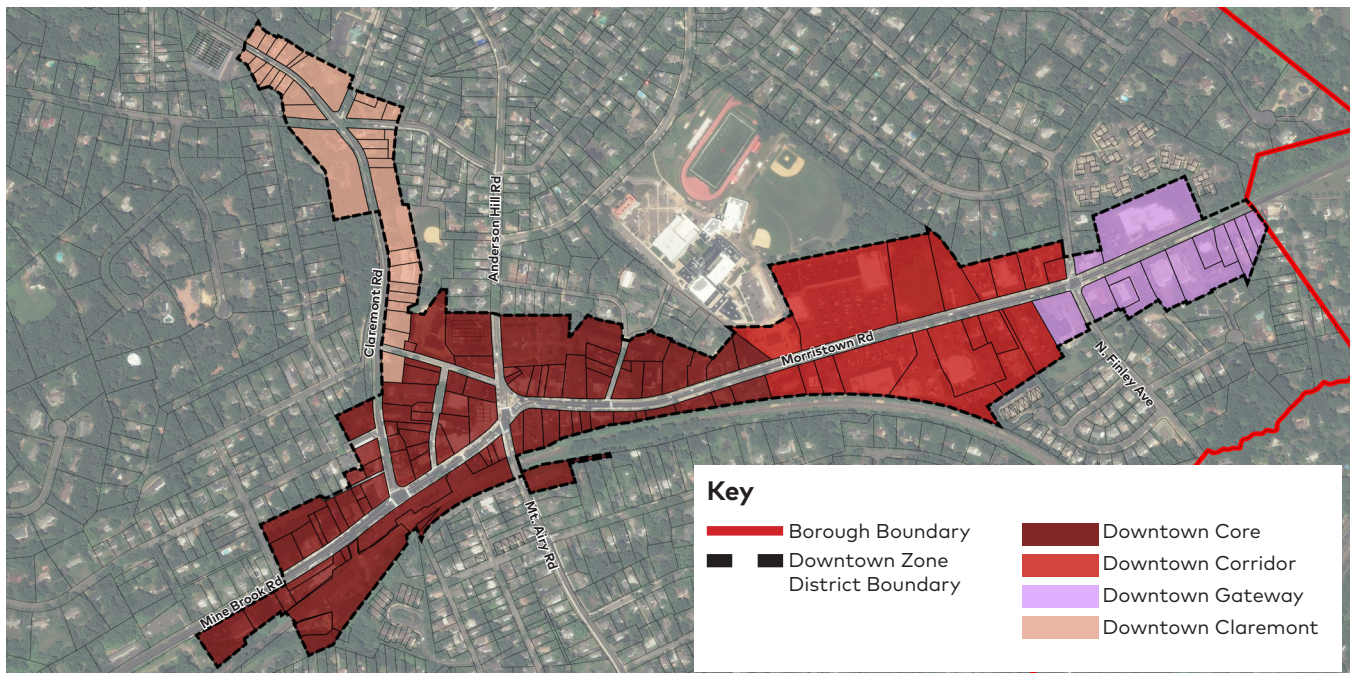 Anderson Hill Rd
Claremont Rd
Morristown Rd
N. Finley Ave
Mt. Airy Rd
Mine Brook Rd
Key
Borough Boundary
Downtown Zone
District Boundary
Downtown Core
Downtown Corridor
Downtown Gateway
Downtown Claremont